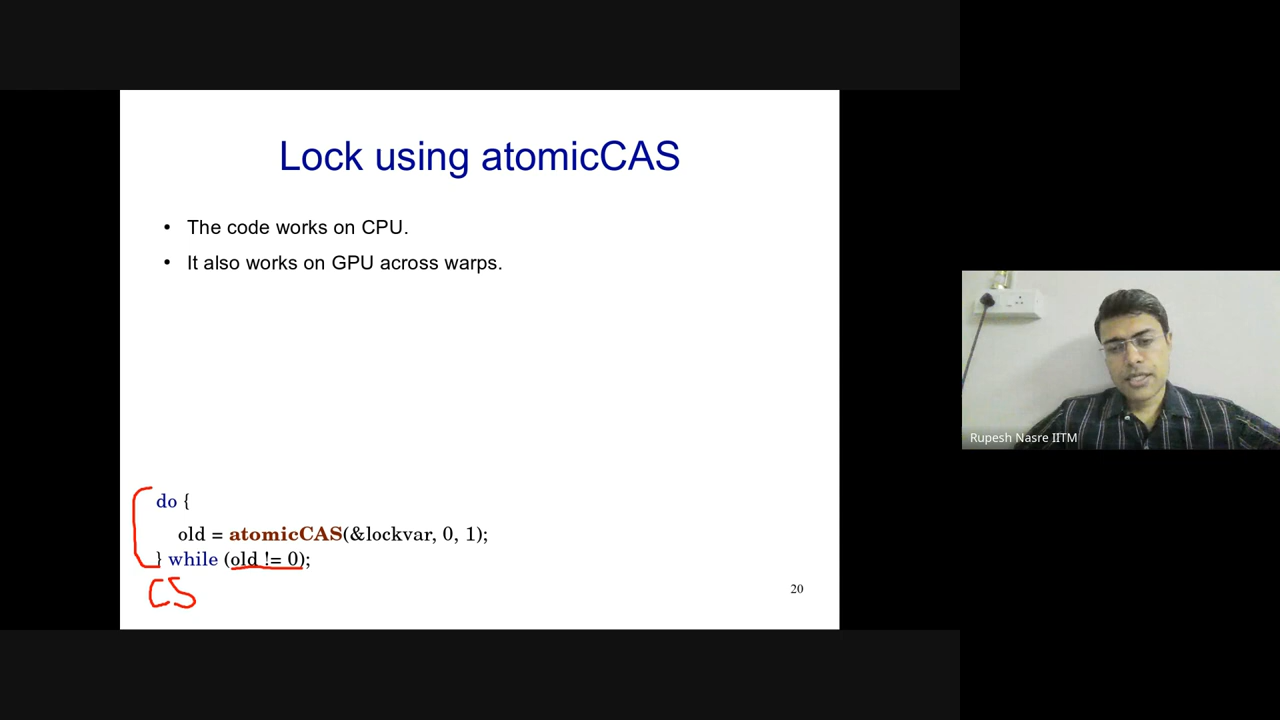 Lock using atomicCAS
• The code works on CPU.
• It also works on GPU across warps.
do {
old = atomicCAS(&lockvar, 0, 1);
} while (old != 0);
CS
20
Rupesh Nasre IITM